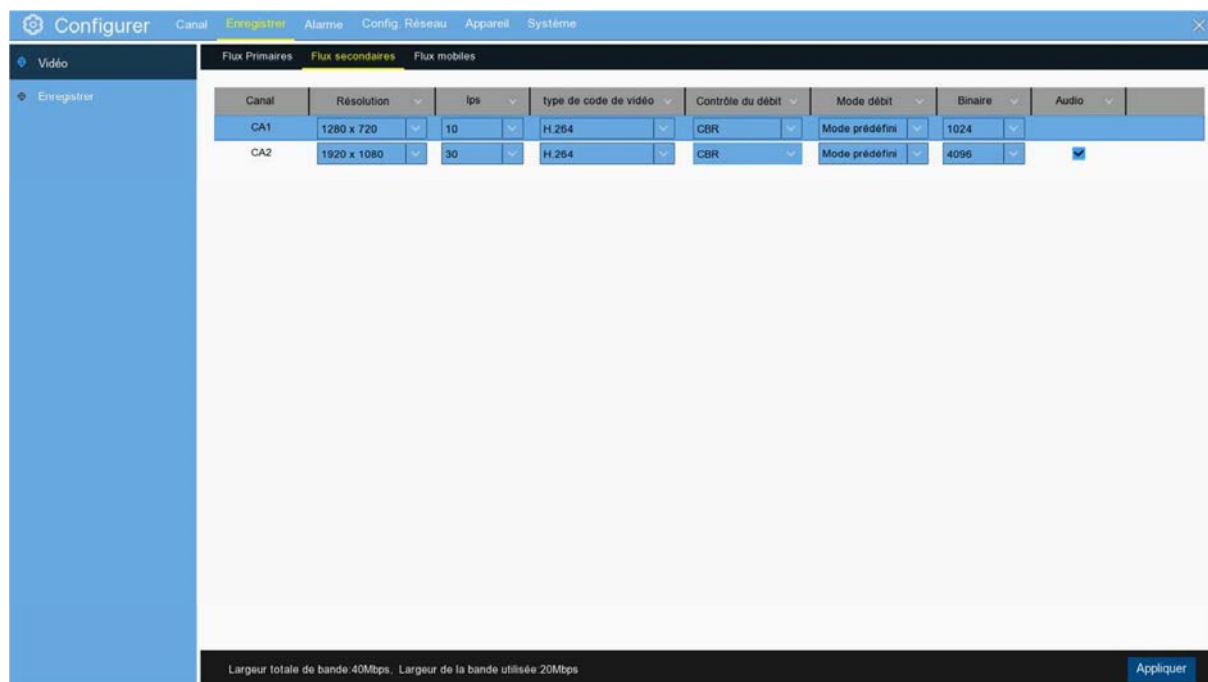 Configurer Canal Enregistrer Alarme Config. Réseau Appareil Système
Vidéo
Enregistrer
Flux Primaires Flux secondaires Flux mobiles
Canal Résolution Ips type de code de vidéo Contrôle du débit Mode débit Binaire Audio
CA1 1280 x 720 10 H.264 CBR Mode prédéfini 1024
CA2 1920 x 1080 30 H.264 CBR Mode prédéfini 4096
Largeur totale de bande:40Mbps, Largeur de la bande utilisée:20Mbps
Appliquer